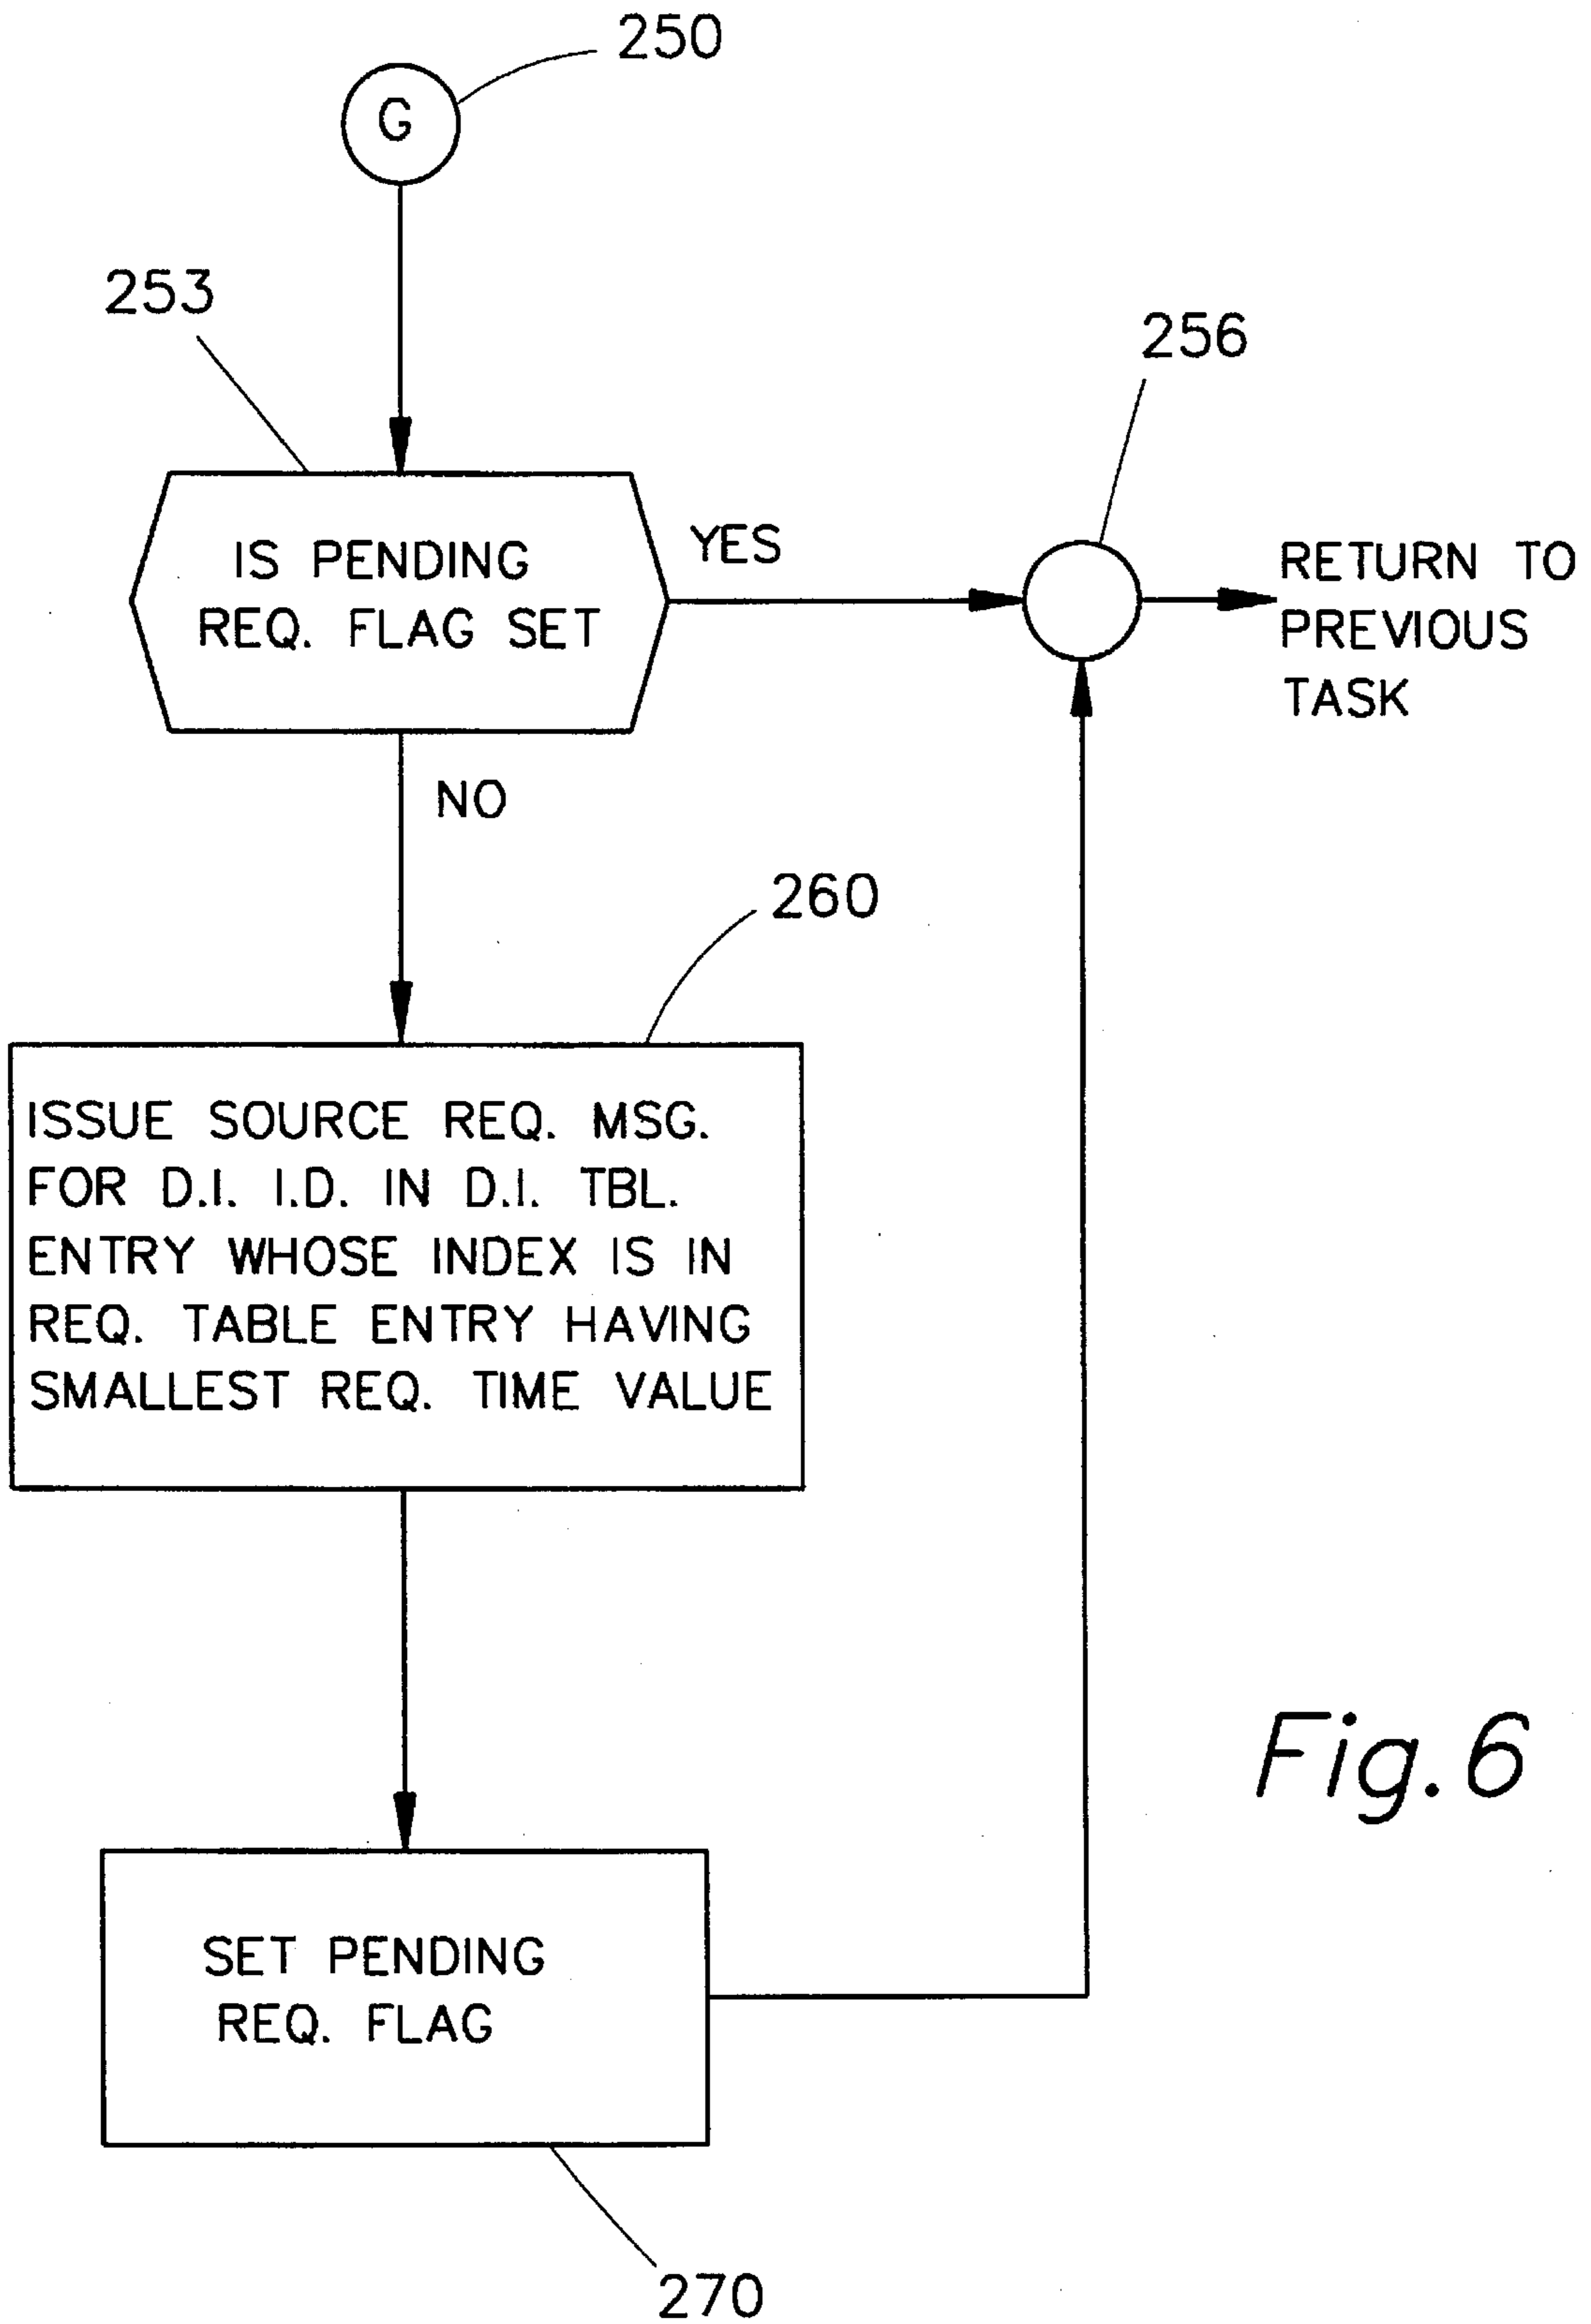 250
G
253
256
IS PENDING
REQ. FLAG SET
YES
RETURN TO
PREVIOUS
TASK
NO
260
ISSUE SOURCE REQ. MSG.
FOR D.I. I.D. IN D.I. TBL.
ENTRY WHOSE INDEX IS IN
REQ. TABLE ENTRY HAVING
SMALLEST REQ. TIME VALUE
Fig. 6
SET PENDING
REQ. FLAG
270